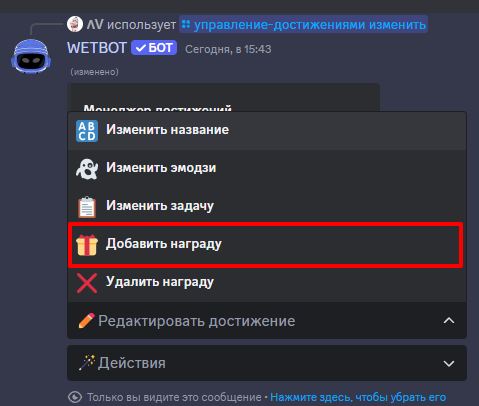 ΛV использует управление-достижениями изменить
WETBOT ✓БОТ Сегодня, в 15:43
(изменено)
Менеджер достижений
Изменить название
Изменить эмодзи
Изменить задачу
Добавить награду
Удалить награду
Редактировать достижение
Действия
Только вы видите это сообщение • Нажмите здесь, чтобы убрать его